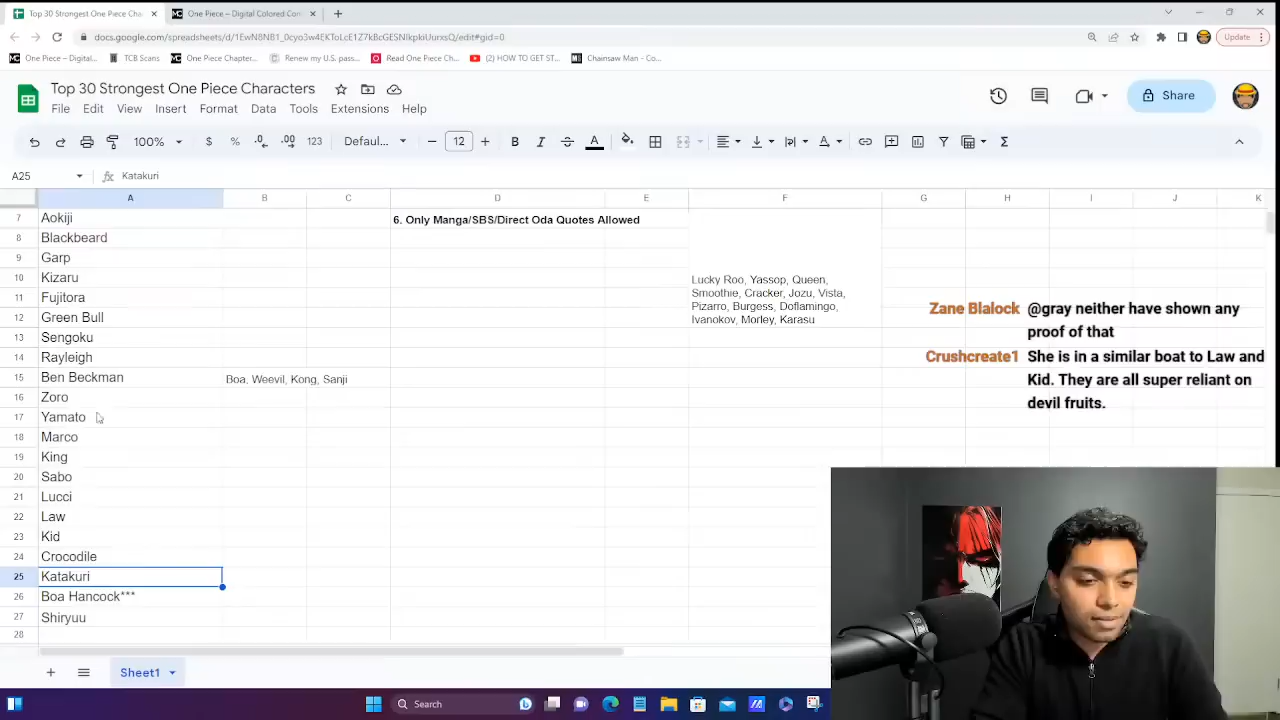 Top 30 Strongest One Piece Cha
One Piece – Digital Colored Con
docs.google.com/spreadsheets/d/
Update
One Piece – Digital...
TCB Scans
One Piece Chapter...
Renew my U.S. pass...
Read One Piece Ch...
(2) HOW TO GET ST...
Chainsaw Man - Co...
Top 30 Strongest One Piece Characters
File Edit View Insert Format Data Tools Extensions Help
Share
100% $ % .0 .00 123 Defaul... 12 B I A
A25 Katakuri
A B C D E F G H I J K
7 Aokiji 6. Only Manga/SBS/Direct Oda Quotes Allowed
8 Blackbeard
9 Garp
10 Kizaru
11 Fujitora
12 Green Bull
13 Sengoku
14 Rayleigh
15 Ben Beckman Boa, Weevil, Kong, Sanji
16 Zoro
17 Yamato
18 Marco
19 King
20 Sabo
21 Lucci
22 Law
23 Kid
24 Crocodile
25 Katakuri
26 Boa Hancock***
27 Shiryuu
28
Lucky Roo, Yassop, Queen,
Smoothie, Cracker, Jozu, Vista,
Pizarro, Burgess, Doflamingo,
Ivanokov, Morley, Karasu
Zane Blalock @gray neither have shown any
proof of that
Crushcreate1 She is in a similar boat to Law and
Kid. They are all super reliant on
devil fruits.
Sheet1
Search